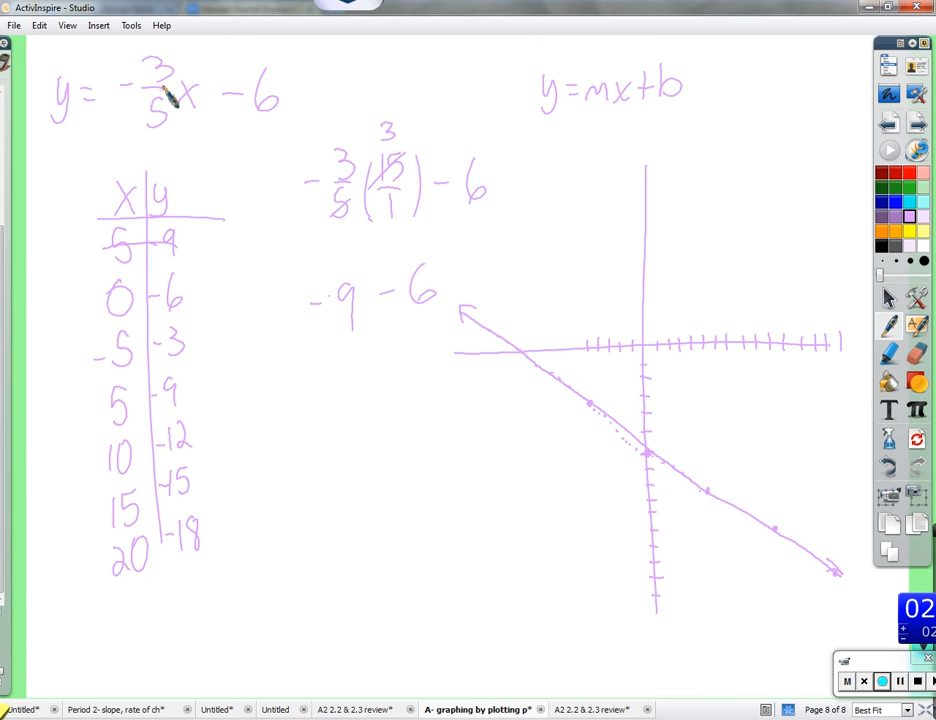 ActivInspire - Studio
File Edit View Insert Tools Help
y = -3/5 x - 6
y = mx + b
-3/5 (15/1) - 6
3
x y
5 -9
0 -6
-5 -3
5 -9
10 -12
15 -15
20 -18
-9 - 6
02
02
Untitled* Period 2- slope, rate of ch* Untitled* Untitled A2 2.2 & 2.3 review* A- graphing by plotting p* A2 2.2 & 2.3 review* Page 8 of 8 Best Fit
M